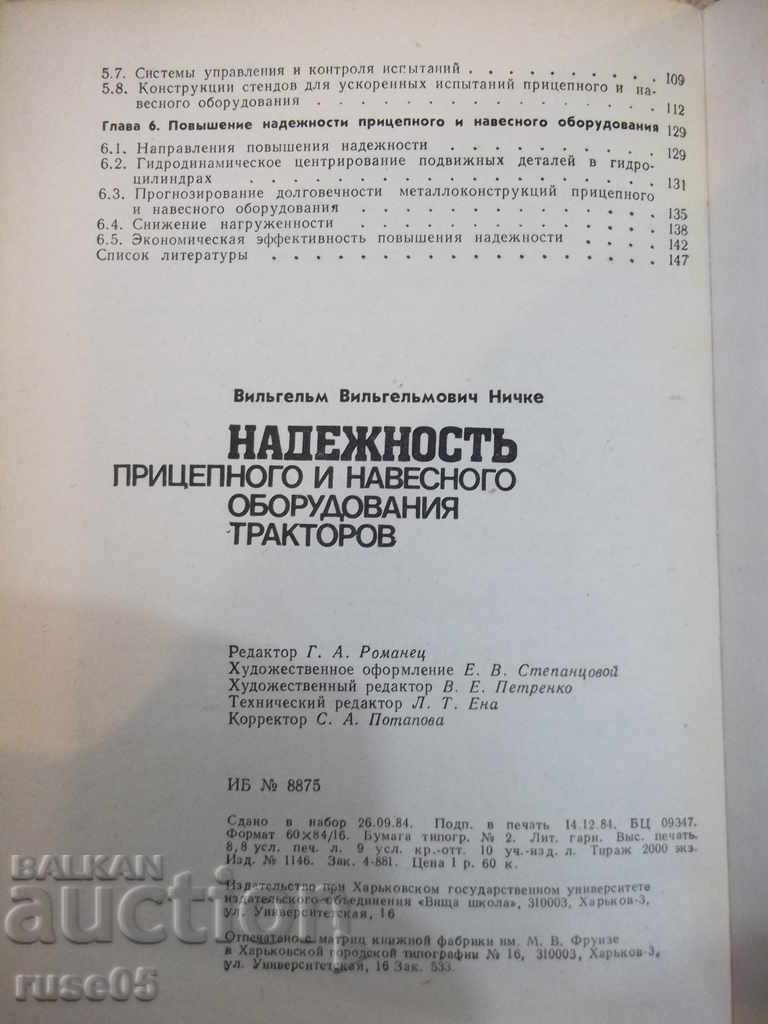 5.7. Системы управления и контроля испытаний . . . . . . . . . . 109
5.8. Конструкции стендов для ускоренных испытаний прицепного и на-
весного оборудования . . . . . . . . . . . . . . . 112
Глава 6. Повышение надежности прицепного и навесного оборудования 129
6.1. Направления повышения надежности . . . . . . . . . 129
6.2. Гидродинамическое центрирование подвижных деталей в гидро-
цилиндрах . . . . . . . . . . . . . . . . . 131
6.3. Прогнозирование долговечности металлоконструкций прицепного
и навесного оборудования . . . . . . . . . . . . . 135
6.4. Снижение нагруженности . . . . . . . . . . . . . 138
6.5. Экономическая эффективность повышения надежности . . . . 142
Список литературы . . . . . . . . . . . . . . . . . 147
Вильгельм Вильгельмович Ничке
НАДЕЖНОСТЬ
ПРИЦЕПНОГО И НАВЕСНОГО
ОБОРУДОВАНИЯ
ТРАКТОРОВ
Редактор Г. А. Романец
Художественное оформление Е. В. Степанцовой
Художественный редактор В. Е. Петренко
Технический редактор Л. Т. Ена
Корректор С. А. Потапова
ИБ № 8875
Сдано в набор 26.09.84. Подп. в печать 14.12.84. БЦ 09347.
Формат 60×84/16. Бумага типогр. № 2. Лит. гарн. Выс. печать.
8,8 усл. печ. л. 9 усл. кр.-отт. 10 уч.-изд. л. Тираж 2000 экз.
Изд. № 1146. Зак. 4-881. Цена 1 р. 60 к.
Издательство при Харьковском государственном университете
издательского объединения «Вища школа», 310003, Харьков-3,
ул. Университетская, 16
Отпечатано с матриц книжной фабрики им. М. В. Фрунзе
в Харьковской городской типографии № 16, 310003, Харьков-3,
ул. Университетская, 16 Зак. 533.
BALKAN
auction
ruse05